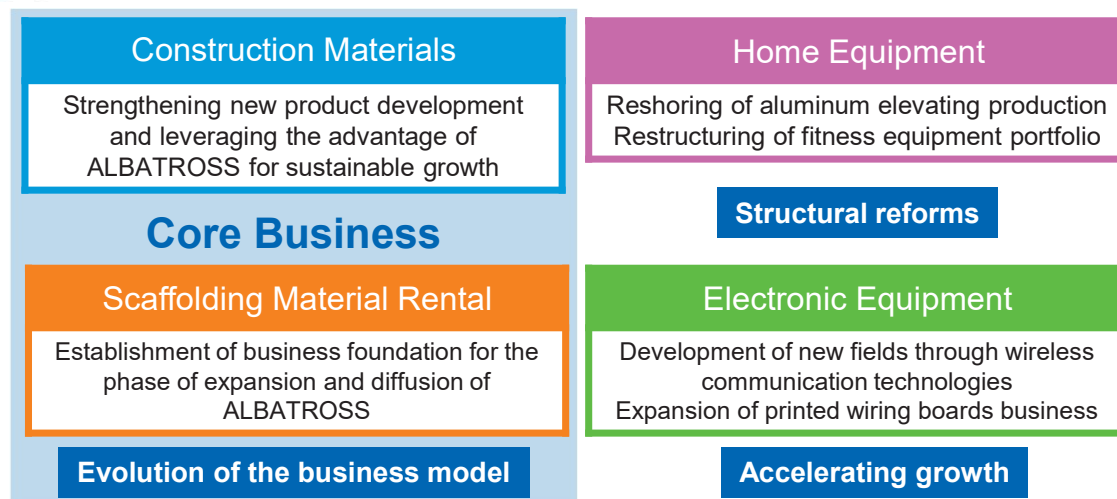 Construction Materials
Strengthening new product development
and leveraging the advantage of
ALBATROSS for sustainable growth
Core Business
Scaffolding Material Rental
Establishment of business foundation for the
phase of expansion and diffusion of
ALBATROSS
Evolution of the business model
Home Equipment
Reshoring of aluminum elevating production
Restructuring of fitness equipment portfolio
Structural reforms
Electronic Equipment
Development of new fields through wireless
communication technologies
Expansion of printed wiring boards business
Accelerating growth